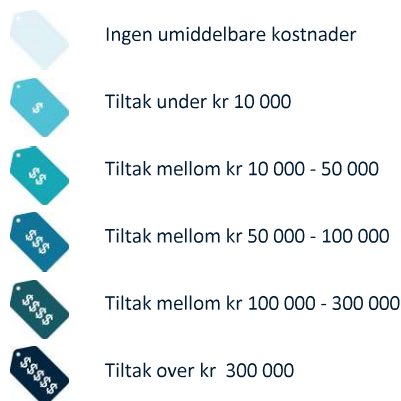 Ingen umiddelbare kostnader
$ Tiltak under kr 10 000
$$ Tiltak mellom kr 10 000 - 50 000
$$$ Tiltak mellom kr 50 000 - 100 000
$$$$ Tiltak mellom kr 100 000 - 300 000
$$$$$ Tiltak over kr  300 000